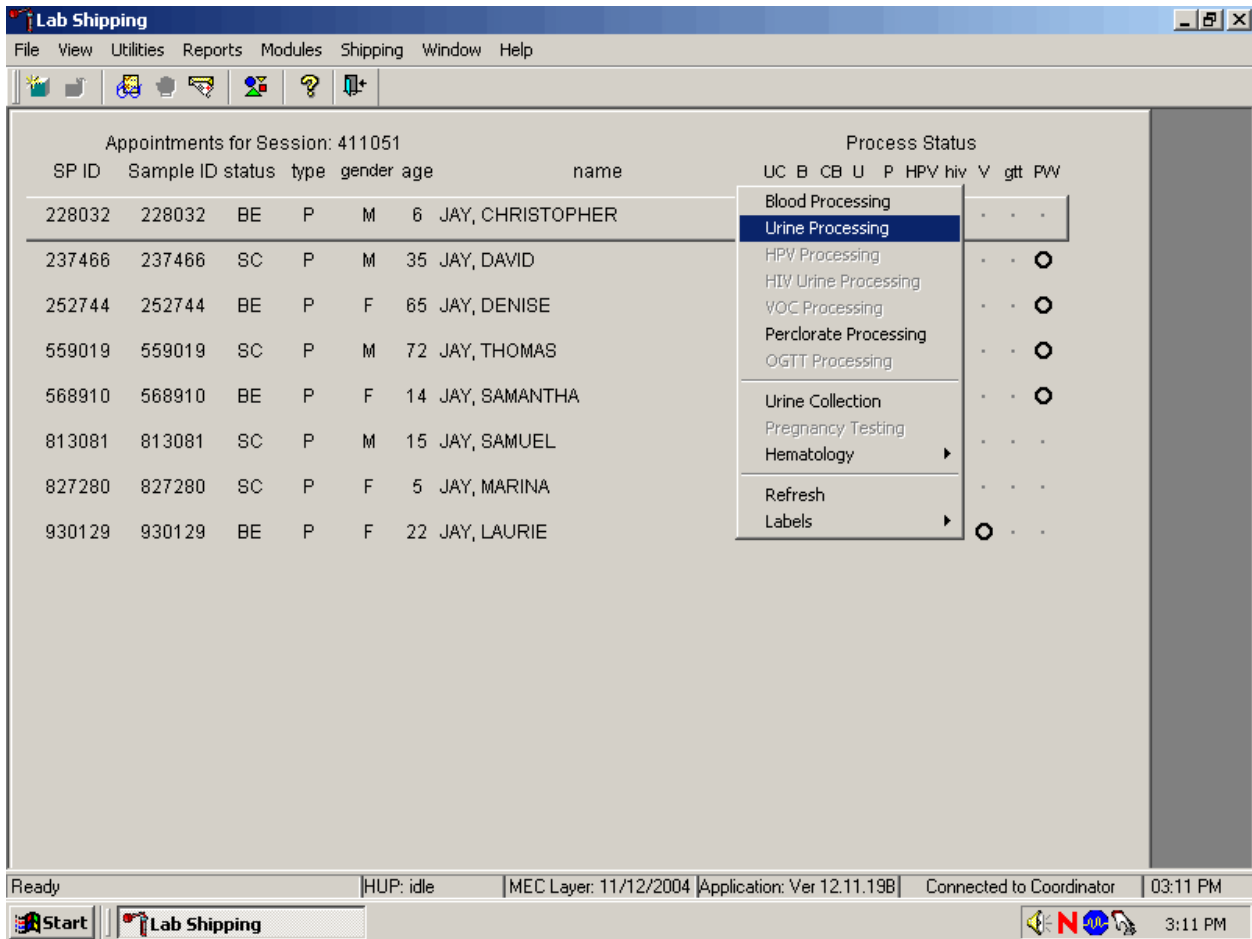 Lab Shipping
File View Utilities Reports Modules Shipping Window Help
Appointments for Session: 411051 Process Status
SP ID Sample ID status type gender age name UC B CB U P HPV hiv V gtt PW
228032 228032 BE P M 6 JAY, CHRISTOPHER
237466 237466 SC P M 35 JAY, DAVID
252744 252744 BE P F 65 JAY, DENISE
559019 559019 SC P M 72 JAY, THOMAS
568910 568910 BE P F 14 JAY, SAMANTHA
813081 813081 SC P M 15 JAY, SAMUEL
827280 827280 SC P F 5 JAY, MARINA
930129 930129 BE P F 22 JAY, LAURIE
Blood Processing
Urine Processing
HPV Processing
HIV Urine Processing
VOC Processing
Perclorate Processing
OGTT Processing
Urine Collection
Pregnancy Testing
Hematology
Refresh
Labels
Ready HUP: idle MEC Layer: 11/12/2004 Application: Ver 12.11.19B Connected to Coordinator 03:11 PM
Start Lab Shipping N 3:11 PM